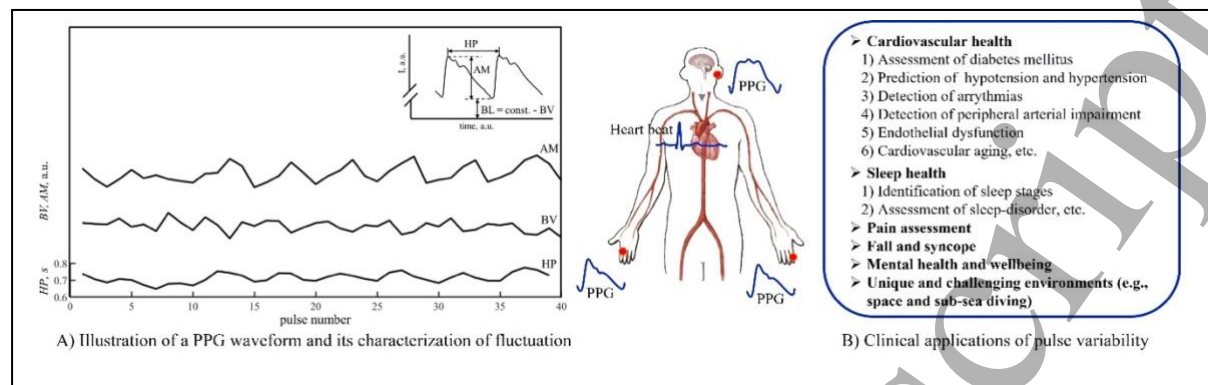 HP
AM
I, a.u.
BL = const. - BV
time, a.u.
AM
BV
HP
BV, AM, a.u.
HP, s
0.8
0.7
0.6
0 5 10 15 20 25 30 35 40
pulse number
A) Illustration of a PPG waveform and its characterization of fluctuation
PPG
Heart beat
PPG
PPG
➢ Cardiovascular health
1) Assessment of diabetes mellitus
2) Prediction of hypotension and hypertension
3) Detection of arrythmias
4) Detection of peripheral arterial impairment
5) Endothelial dysfunction
6) Cardiovascular aging, etc.
➢ Sleep health
1) Identification of sleep stages
2) Assessment of sleep-disorder, etc.
➢ Pain assessment
➢ Fall and syncope
➢ Mental health and wellbeing
➢ Unique and challenging environments (e.g.,
space and sub-sea diving)
B) Clinical applications of pulse variability